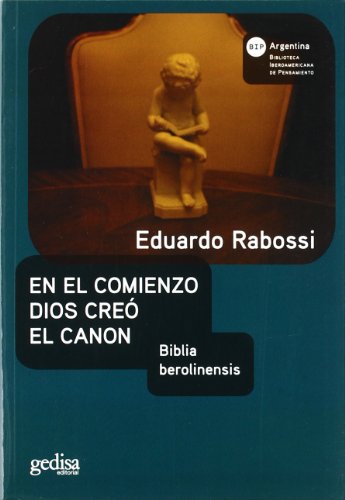 BIP Argentina
BIBLIOTECA
IBEROAMERICANA
DE PENSAMIENTO
Eduardo Rabossi
EN EL COMIENZO
DIOS CREÓ
EL CANON
Biblia
berolinensis
gedisa
editorial